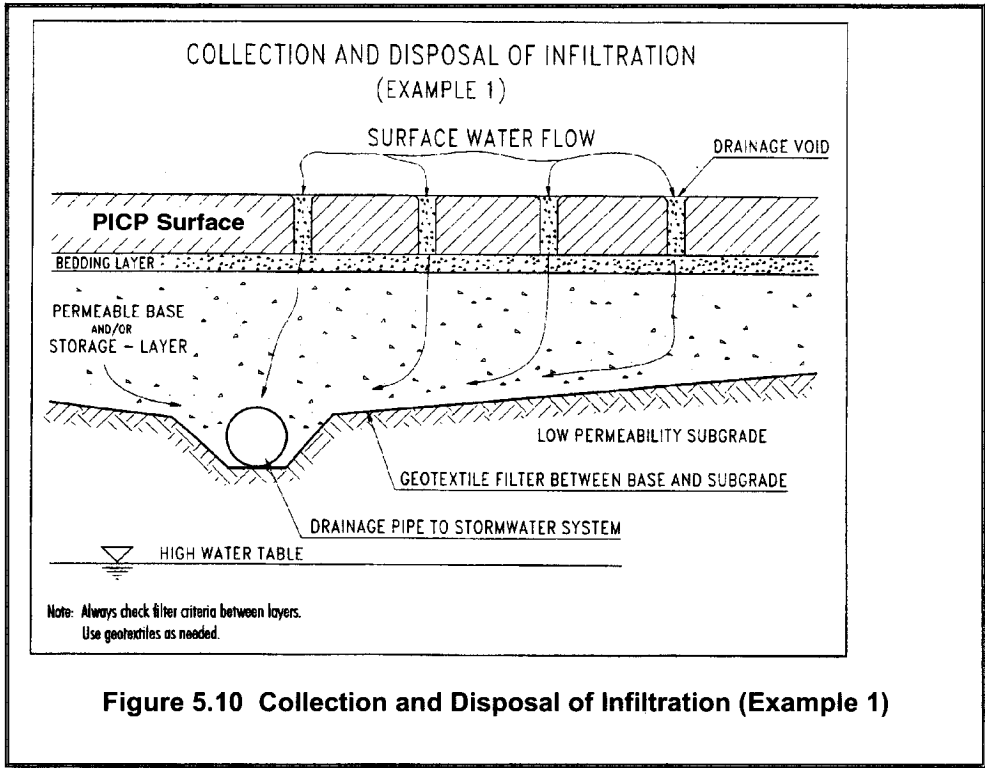 COLLECTION AND DISPOSAL OF INFILTRATION
(EXAMPLE 1)
SURFACE WATER FLOW
DRAINAGE VOID
PICP Surface
BEDDING LAYER
PERMEABLE BASE
AND/OR
STORAGE - LAYER
LOW PERMEABILITY SUBGRADE
GEOTEXTILE FILTER BETWEEN BASE AND SUBGRADE
DRAINAGE PIPE TO STORMWATER SYSTEM
HIGH WATER TABLE
Note: Always check filter criteria between layers.
Use geotextiles as needed.
Figure 5.10 Collection and Disposal of Infiltration (Example 1)